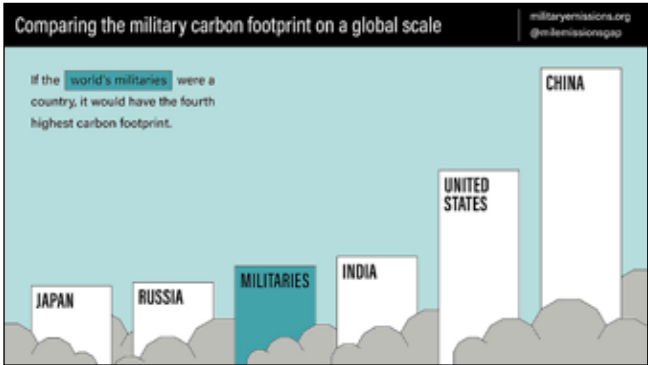 Comparing the military carbon footprint on a global scale
militaryemissions.org
@milemissionsgap
If the world's militaries were a
country, it would have the fourth
highest carbon footprint.
CHINA
UNITED
STATES
INDIA
MILITARIES
RUSSIA
JAPAN